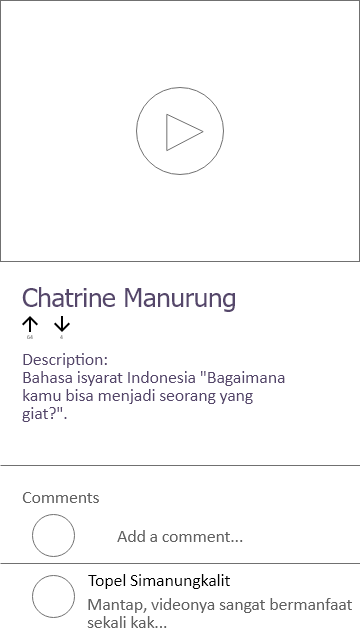 Chatrine Manurung
64 4
Description:
Bahasa isyarat Indonesia "Bagaimana
kamu bisa menjadi seorang yang
giat?".
Comments
Add a comment...
Topel Simanungkalit
Mantap, videonya sangat bermanfaat
sekali kak...